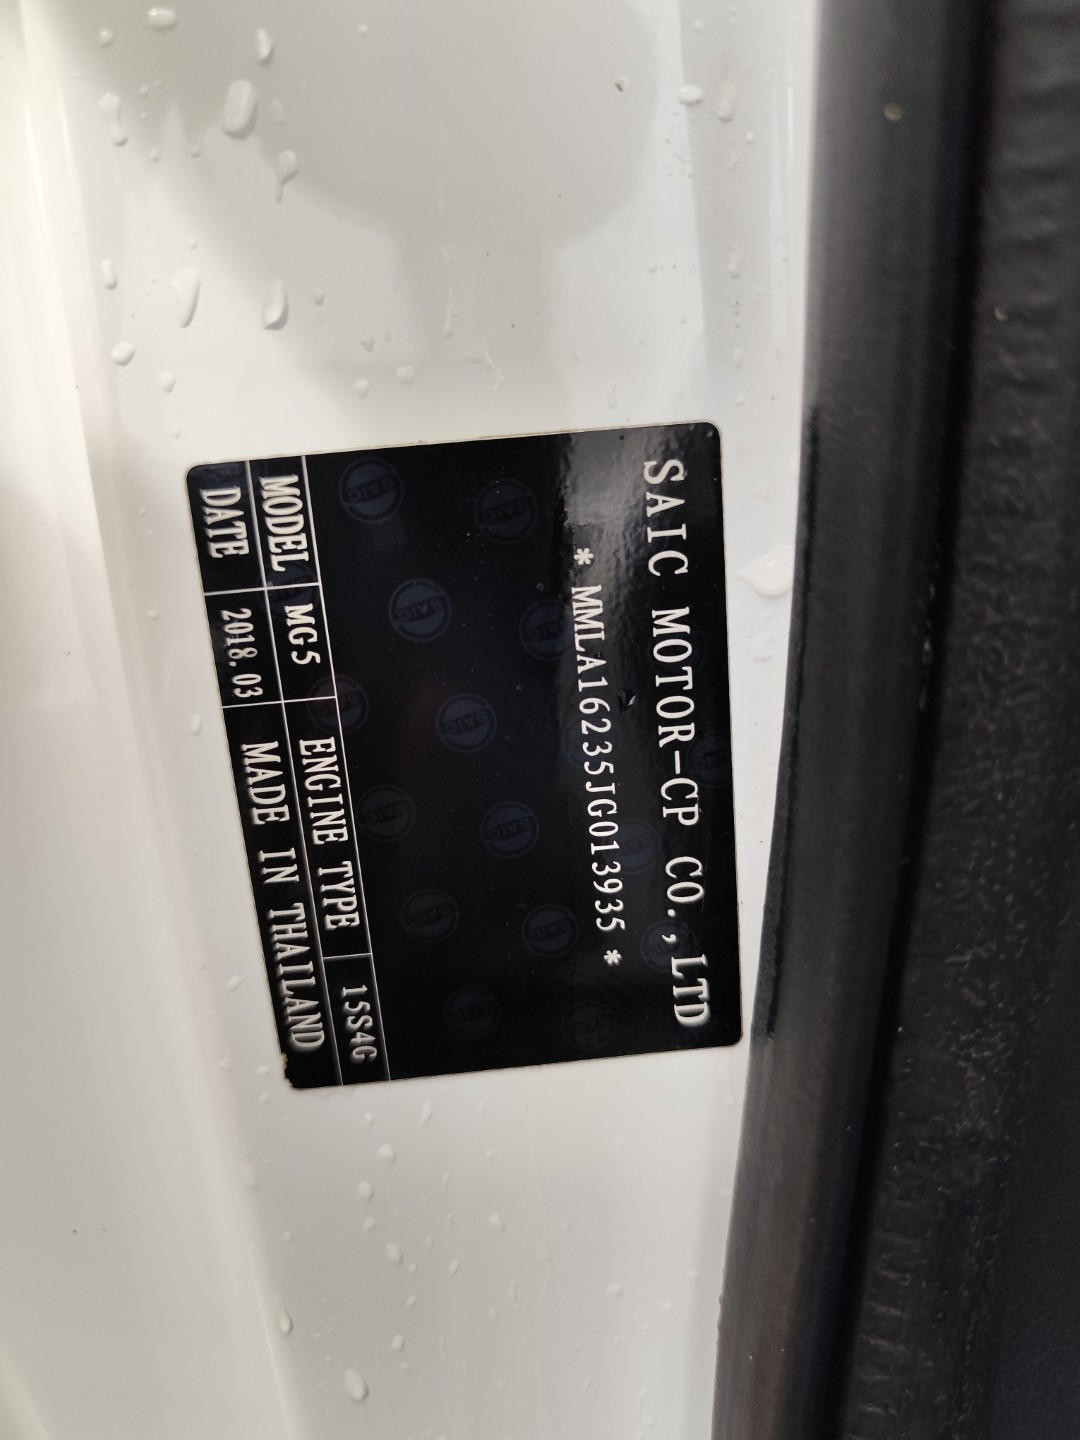 SAIC MOTOR-CP CO.,LTD
* MMLA16235JG013935 *
MODEL MG5 ENGINE TYPE 15S4G
DATE 2018.03 MADE IN THAILAND